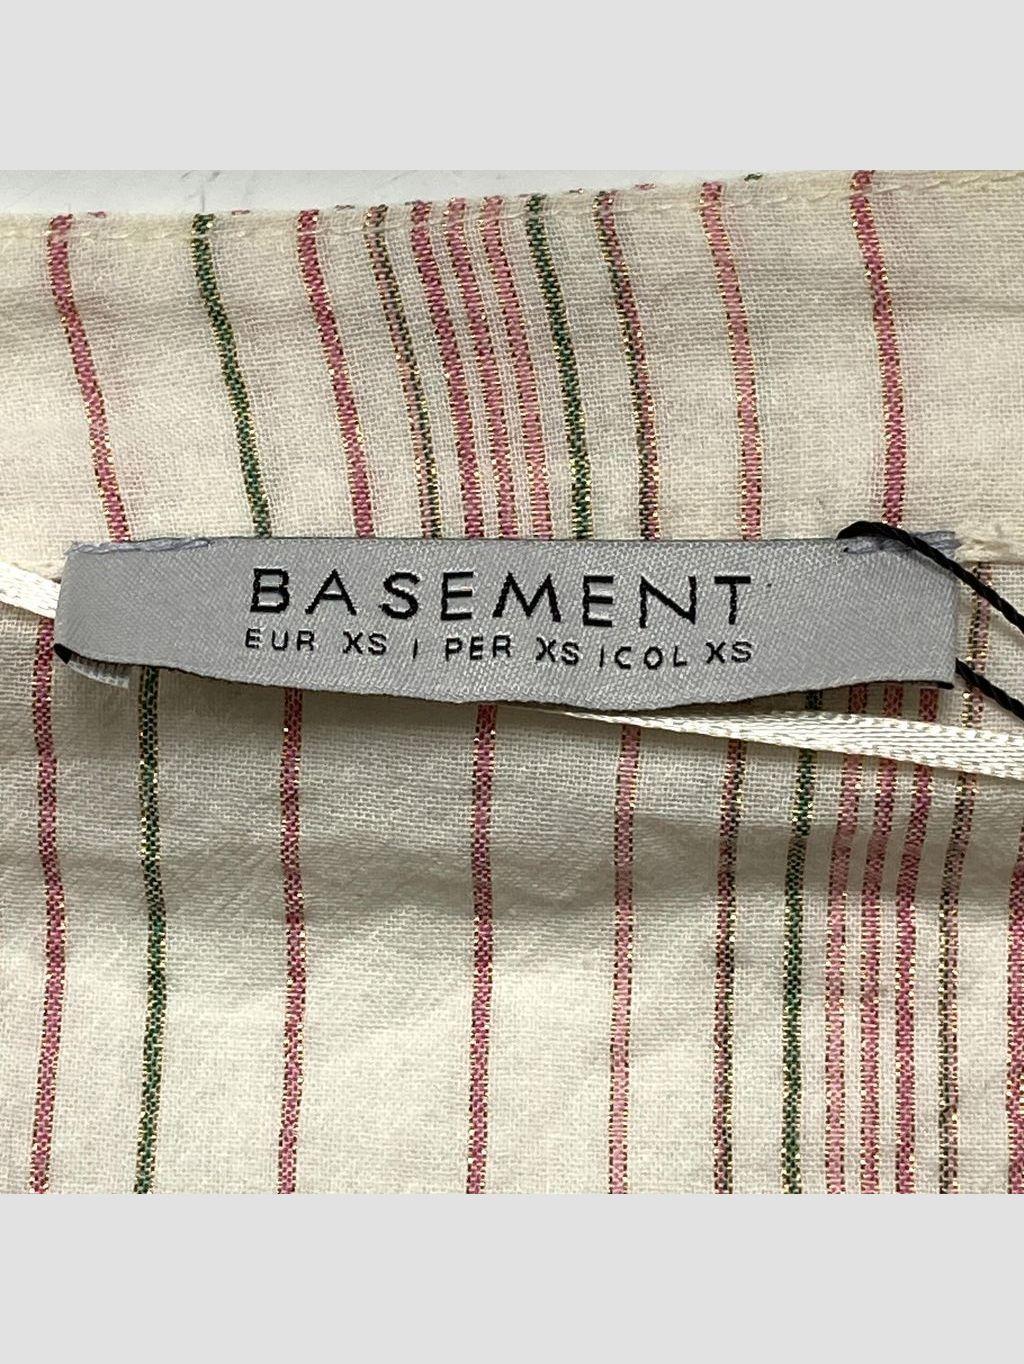 BASEMENT
EUR XS | PER XS | COL XS